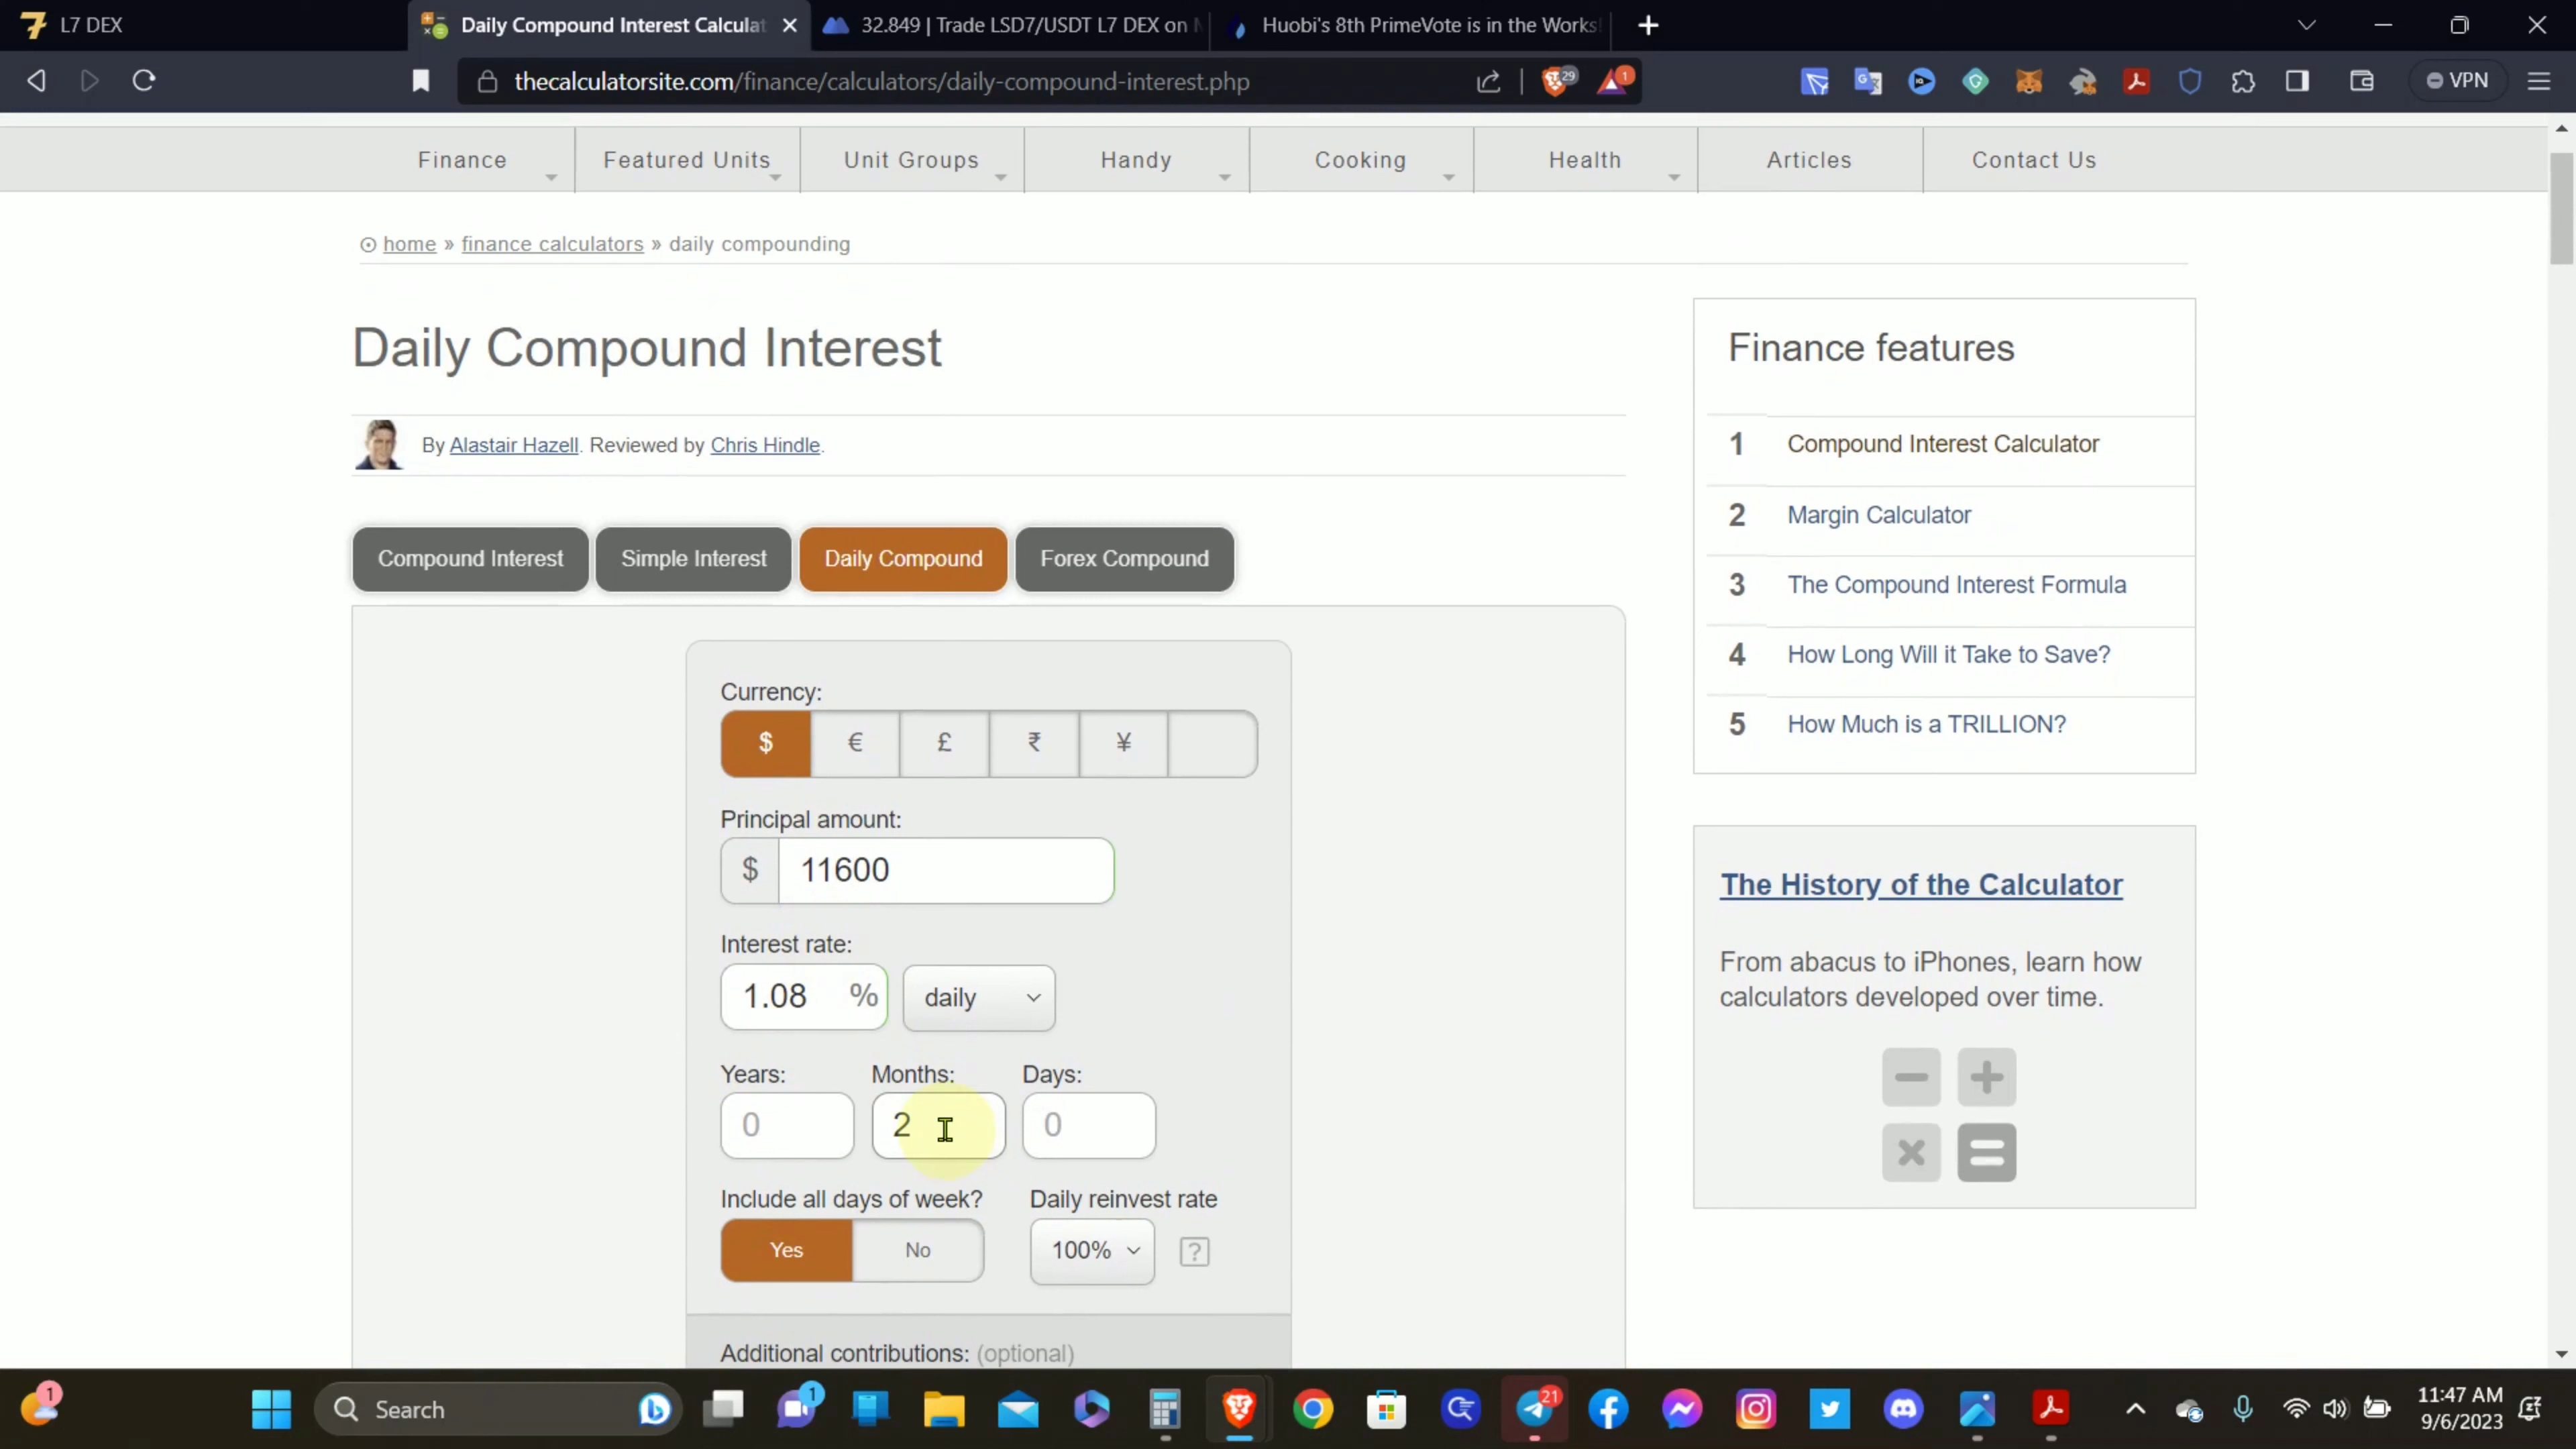 L7 DEX
Daily Compound Interest Calculat
32.849 | Trade LSD7/USDT L7 DEX on
Huobi's 8th PrimeVote is in the Works!
thecalculatorsite.com/finance/calculators/daily-compound-interest.php
29
1
VPN
Finance
Featured Units
Unit Groups
Handy
Cooking
Health
Articles
Contact Us
home » finance calculators » daily compounding
Daily Compound Interest
By Alastair Hazell. Reviewed by Chris Hindle.
Compound Interest
Simple Interest
Daily Compound
Forex Compound
Currency:
$ € £ ₹ ¥
Principal amount:
$ 11600
Interest rate:
1.08 % daily
Years: Months: Days:
0 2 0
Include all days of week? Daily reinvest rate
Yes No 100% ?
Additional contributions: (optional)
Finance features
1 Compound Interest Calculator
2 Margin Calculator
3 The Compound Interest Formula
4 How Long Will it Take to Save?
5 How Much is a TRILLION?
The History of the Calculator
From abacus to iPhones, learn how
calculators developed over time.
1
Search
1
21
11:47 AM
9/6/2023